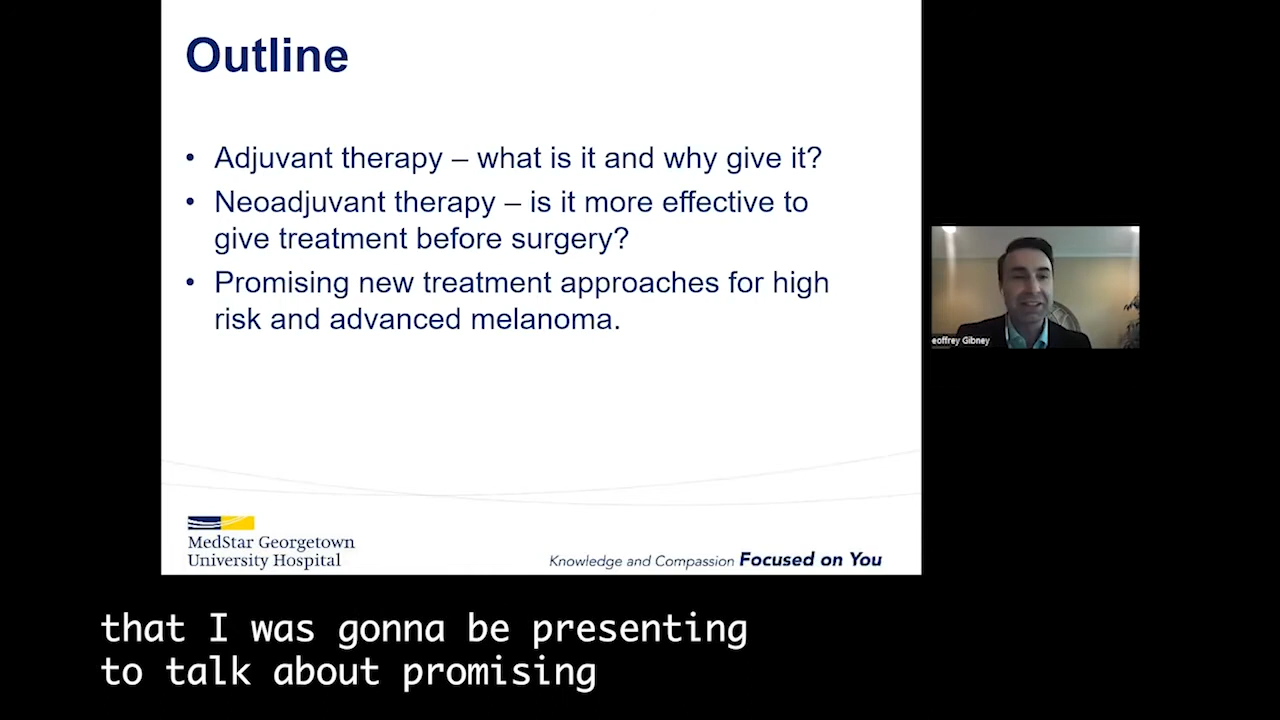 Outline
• Adjuvant therapy – what is it and why give it?
• Neoadjuvant therapy – is it more effective to
give treatment before surgery?
• Promising new treatment approaches for high
risk and advanced melanoma.
eoffrey Gibney
MedStar Georgetown
University Hospital
Knowledge and Compassion Focused on You
that I was gonna be presenting
to talk about promising